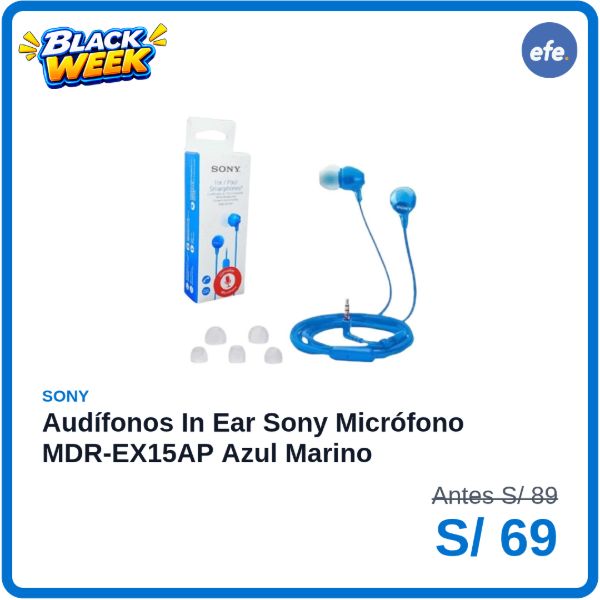 BLACK
WEEK
efe.
SONY
SONY
Audífonos In Ear Sony Micrófono
MDR-EX15AP Azul Marino
Antes S/ 89
S/ 69